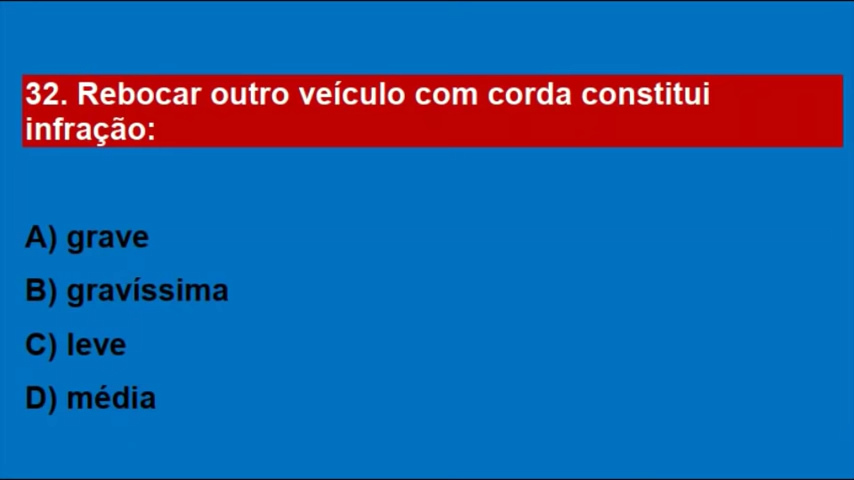 32. Rebocar outro veículo com corda constitui
infração:
A) grave
B) gravíssima
C) leve
D) média